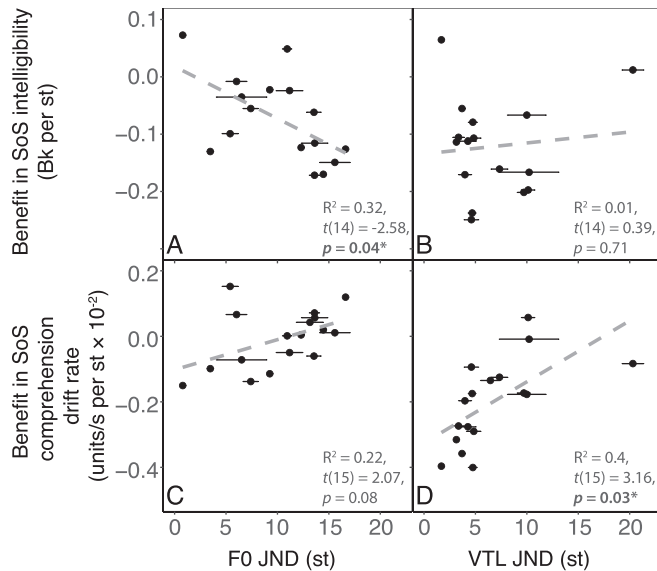 Benefit in SoS intelligibility
(Bk per st)
0.1
0.0
−0.1
−0.2
A
R² = 0.32,
t(14) = -2.58,
p = 0.04*
B
R² = 0.01,
t(14) = 0.39,
p = 0.71
Benefit in SoS
comprehension
drift rate
(units/s per st × 10⁻²)
0.2
0.0
−0.2
−0.4
C
R² = 0.22,
t(15) = 2.07,
p = 0.08
D
R² = 0.4,
t(15) = 3.16,
p = 0.03*
0 5 10 15 20
0 5 10 15 20
F0 JND (st)
VTL JND (st)